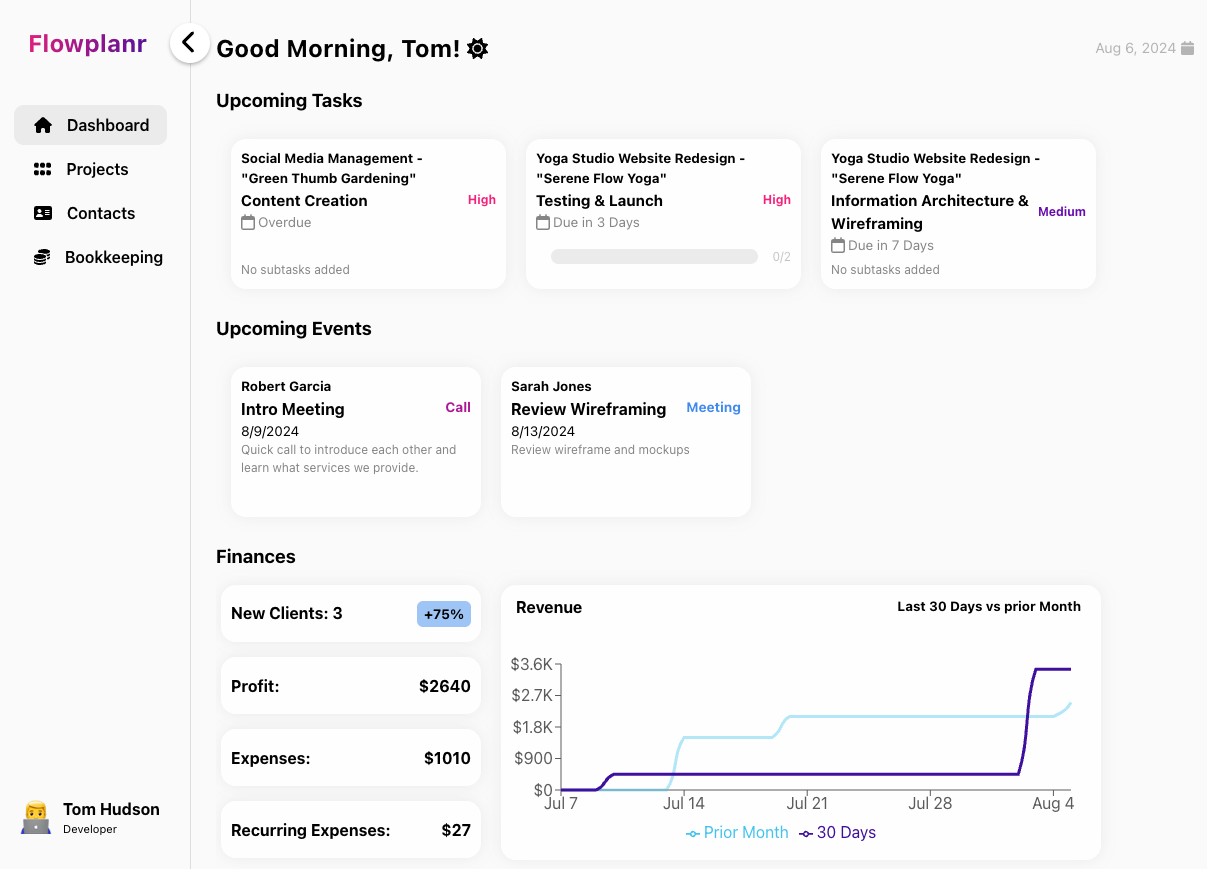 Flowplanr
Good Morning, Tom!
Aug 6, 2024
Dashboard
Projects
Contacts
Bookkeeping
Upcoming Tasks
Social Media Management -
"Green Thumb Gardening"
Content Creation
High
Overdue
No subtasks added
Yoga Studio Website Redesign -
"Serene Flow Yoga"
Testing & Launch
High
Due in 3 Days
0/2
Yoga Studio Website Redesign -
"Serene Flow Yoga"
Information Architecture &
Wireframing
Medium
Due in 7 Days
No subtasks added
Upcoming Events
Robert Garcia
Intro Meeting
Call
8/9/2024
Quick call to introduce each other and
learn what services we provide.
Sarah Jones
Review Wireframing
Meeting
8/13/2024
Review wireframe and mockups
Finances
New Clients: 3
+75%
Profit:
$2640
Expenses:
$1010
Recurring Expenses:
$27
Revenue
Last 30 Days vs prior Month
$3.6K
$2.7K
$1.8K
$900
$0
Jul 7
Jul 14
Jul 21
Jul 28
Aug 4
Prior Month
30 Days
Tom Hudson
Developer